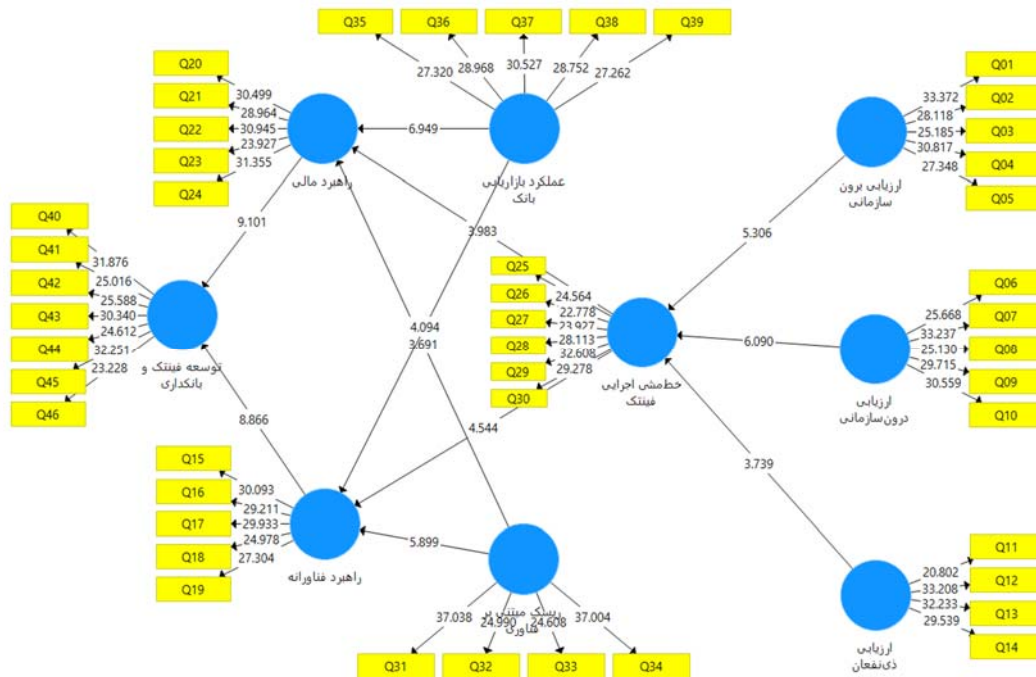 Q35
Q36
Q37
Q38
Q39
27.320
28.968
30.527
28.752
27.262
Q20
Q21
Q22
Q23
Q24
30.499
28.964
30.945
23.927
31.355
راهبرد مالی
6.949
عملکرد بازاریابی
بانک
Q01
Q02
Q03
Q04
Q05
33.372
28.118
25.185
30.817
27.348
ارزیابی برون
سازمانی
9.101
3.983
5.306
Q40
Q41
Q42
Q43
Q44
Q45
Q46
31.876
25.016
25.588
30.340
24.612
32.251
23.228
توسعه فینتک و
بانکداری
Q25
Q26
Q27
Q28
Q29
Q30
24.564
22.778
23.927
28.113
32.608
29.278
خط‌مشی اجرایی
فینتک
6.090
Q06
Q07
Q08
Q09
Q10
25.668
33.237
25.130
29.715
30.559
ارزیابی
درون‌سازمانی
4.094
3.691
8.866
4.544
3.739
Q15
Q16
Q17
Q18
Q19
30.093
29.211
29.933
24.978
27.304
راهبرد فناورانه
5.899
ریسک مبتنی بر
فناوری
37.038
24.990
24.608
37.004
Q31
Q32
Q33
Q34
Q11
Q12
Q13
Q14
20.802
33.208
32.233
29.539
ارزیابی
ذی‌نفعان